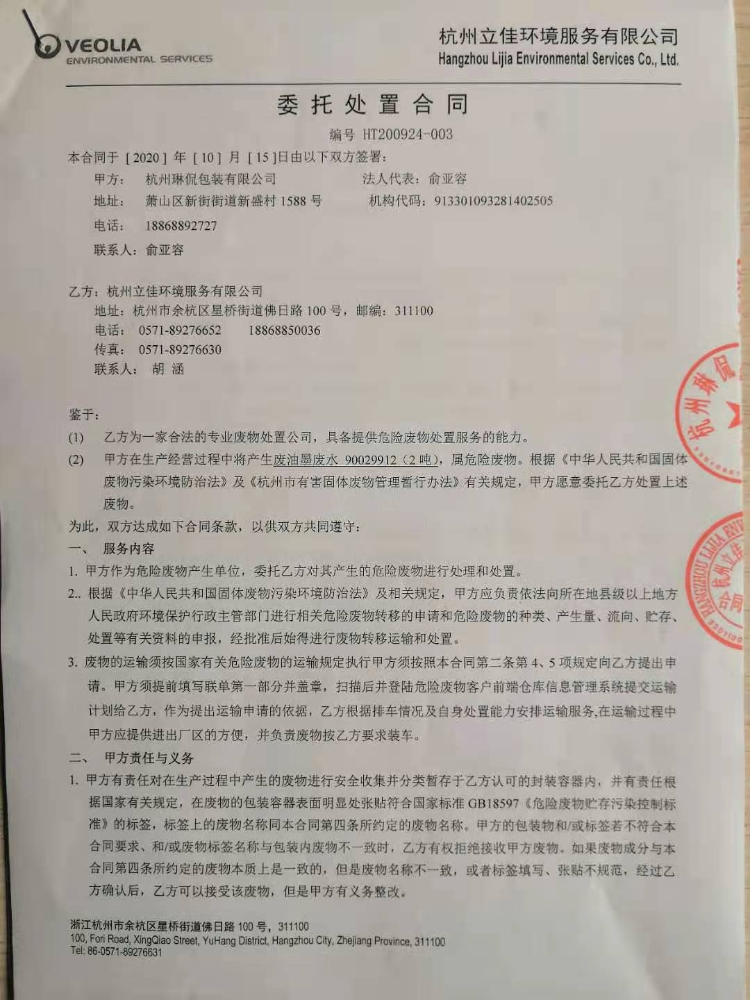 VEOLIA
ENVIRONMENTAL SERVICES
杭州立佳环境服务有限公司
Hangzhou Lijia Environmental Services Co., Ltd.
委托处置合同
编号 HT200924-003
本合同于 [ 2020 ] 年 [ 10 ] 月 [ 15 ]日由以下双方签署：
甲方： 杭州琳侃包装有限公司 法人代表：俞亚容
地址： 萧山区新街街道新盛村 1588 号 机构代码：913301093281402505
电话： 18868892727
联系人：俞亚容
乙方：杭州立佳环境服务有限公司
地址：杭州市余杭区星桥街道佛日路 100 号，邮编：311100
电话： 0571-89276652 18868850036
传真： 0571-89276630
联系人： 胡 涵
鉴于：
(1) 乙方为一家合法的专业废物处置公司，具备提供危险废物处置服务的能力。
(2) 甲方在生产经营过程中将产生废油墨废水 90029912（2 吨），属危险废物。根据《中华人民共和国固体
废物污染环境防治法》及《杭州市有害固体废物管理暂行办法》有关规定，甲方愿意委托乙方处置上述
废物。
为此，双方达成如下合同条款，以供双方共同遵守：
一、 服务内容
1. 甲方作为危险废物产生单位，委托乙方对其产生的危险废物进行处理和处置。
2.. 根据《中华人民共和国固体废物污染环境防治法》及相关规定，甲方应负责依法向所在地县级以上地方
人民政府环境保护行政主管部门进行相关危险废物转移的申请和危险废物的种类、产生量、流向、贮存、
处置等有关资料的申报，经批准后始得进行废物转移运输和处置。
3. 废物的运输须按国家有关危险废物的运输规定执行甲方须按照本合同第二条第 4、5 项规定向乙方提出申
请。甲方须提前填写联单第一部分并盖章，扫描后并登陆危险废物客户前端仓库信息管理系统提交运输
计划给乙方，作为提出运输申请的依据，乙方根据排车情况及自身处置能力安排运输服务,在运输过程中
甲方应提供进出厂区的方便，并负责废物按乙方要求装车。
二、 甲方责任与义务
1. 甲方有责任对在生产过程中产生的废物进行安全收集并分类暂存于乙方认可的封装容器内，并有责任根
据国家有关规定，在废物的包装容器表面明显处张贴符合国家标准 GB18597《危险废物贮存污染控制标
准》的标签，标签上的废物名称同本合同第四条所约定的废物名称。甲方的包装物和/或标签若不符合本
合同要求、和/或废物标签名称与包装内废物不一致时，乙方有权拒绝接收甲方废物。如果废物成分与本
合同第四条所约定的废物本质上是一致的，但是废物名称不一致，或者标签填写、张贴不规范，经过乙
方确认后，乙方可以接受该废物，但是甲方有义务整改。
杭州琳侃
HANGZHOU LIJIA ENV
杭州立佳
合同
浙江杭州市余杭区星桥街道佛日路 100 号，311100
100, Fori Road, XingQiao Street, YuHang District, Hangzhou City, Zhejiang Province, 311100
Tel: 86-0571-89276631